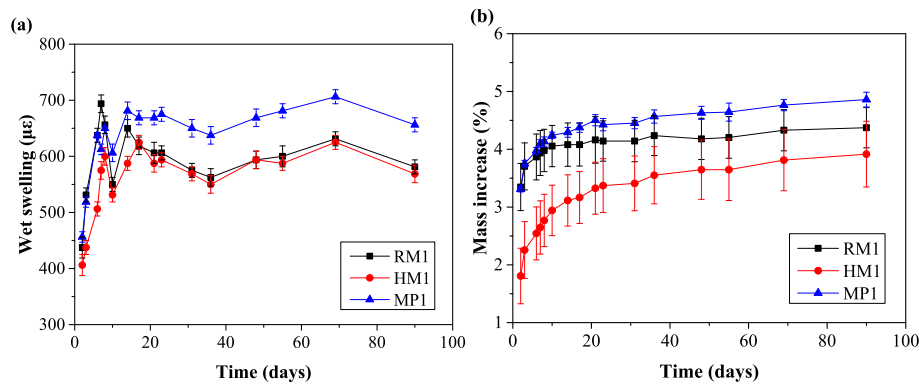 (a)
800
700
600
500
400
300
0
20
40
60
80
100
Wet swelling (με)
Time (days)
RM1
HM1
MP1
(b)
6
5
4
3
2
1
0
20
40
60
80
100
Mass increase (%)
Time (days)
RM1
HM1
MP1